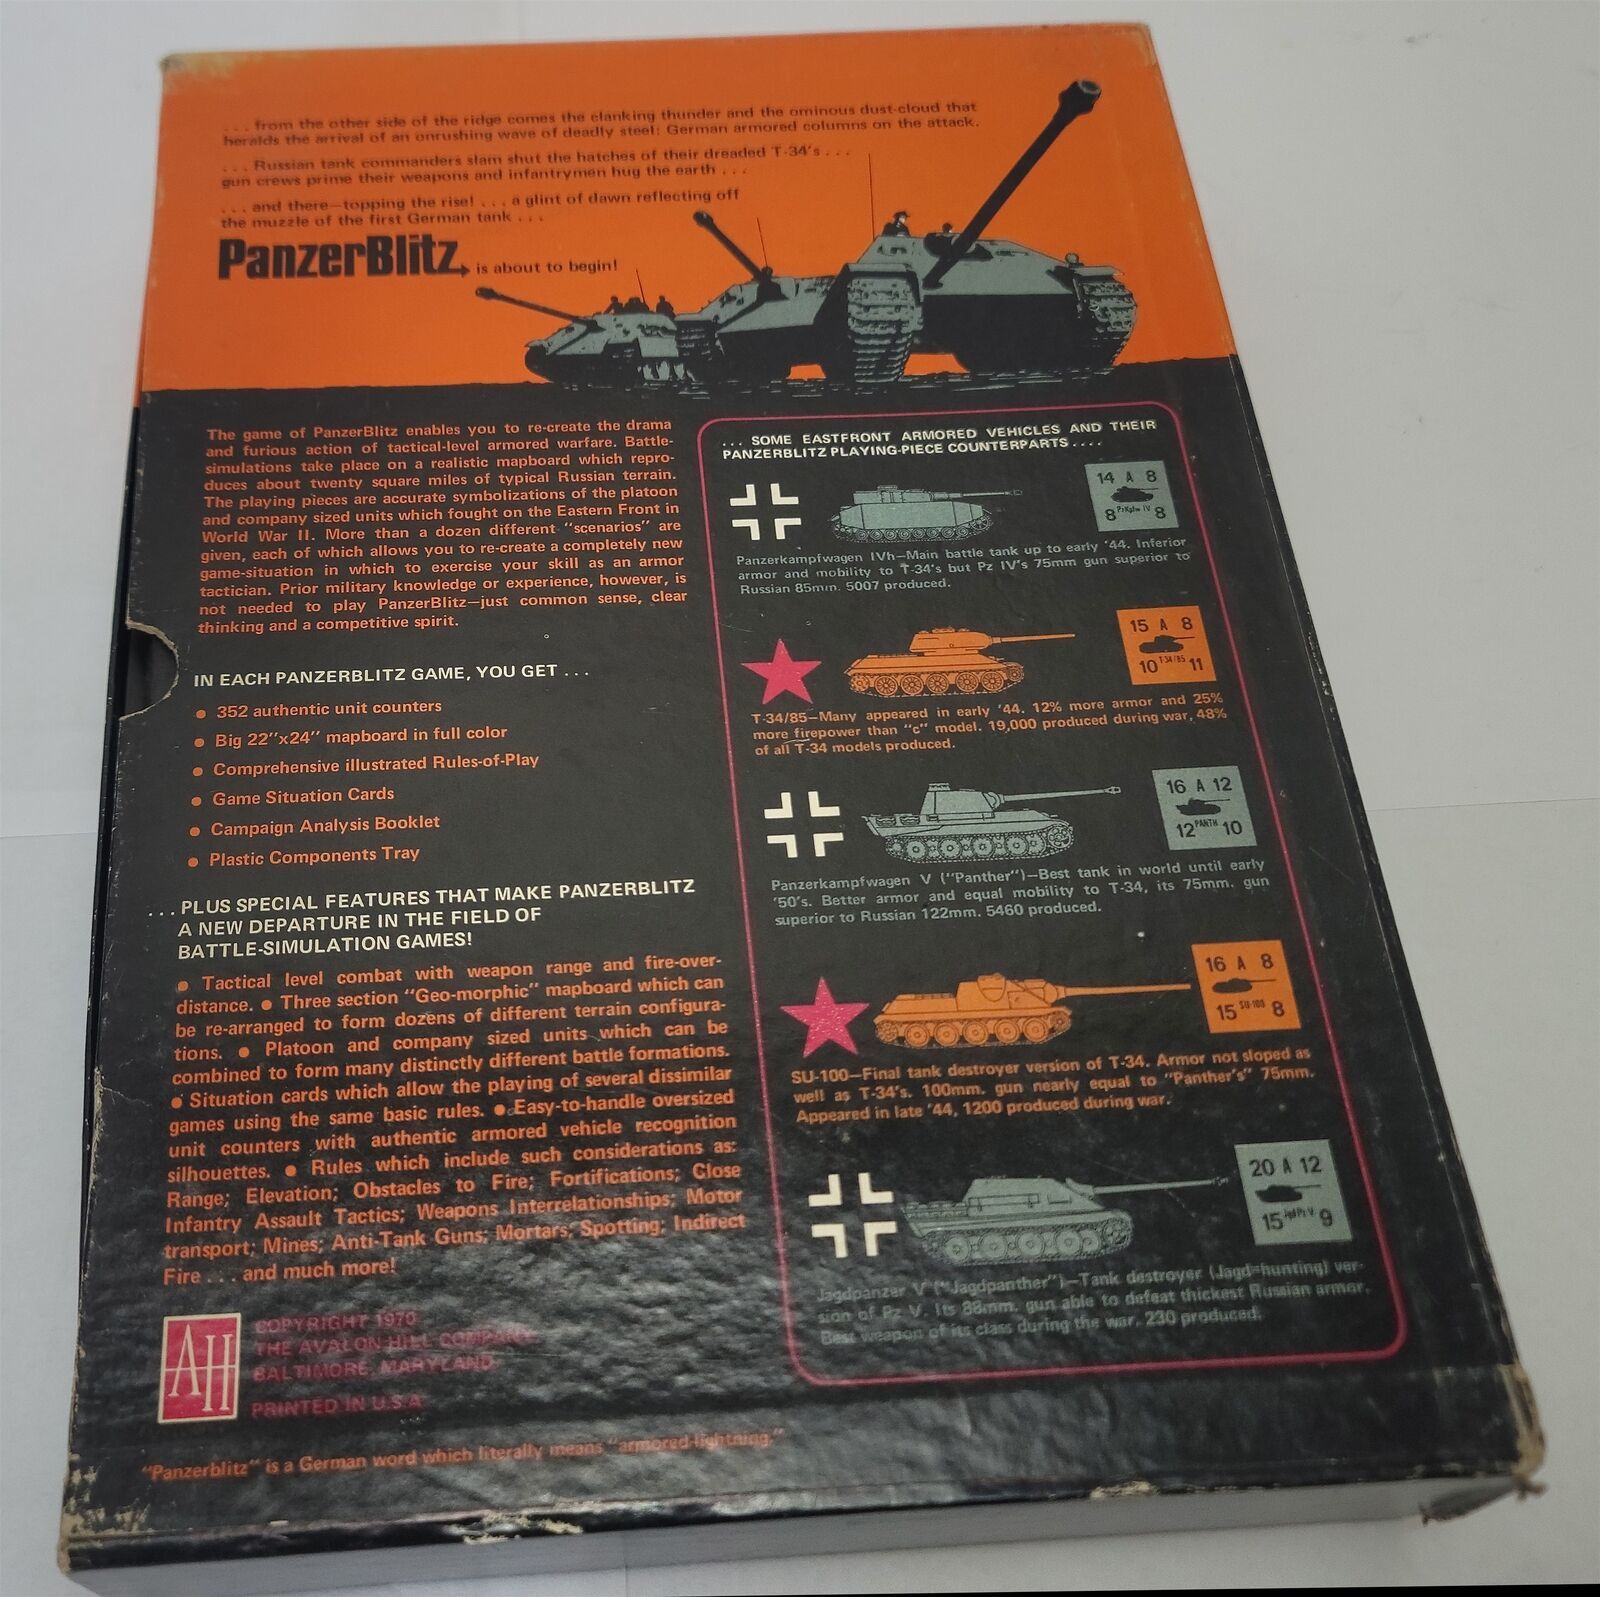 . . . from the other side of the ridge comes the clanking thunder and the ominous dust-cloud that
heralds the arrival of an onrushing wave of deadly steel: German armored columns on the attack.
. . . Russian tank commanders slam shut the hatches of their dreaded T-34's . . .
gun crews prime their weapons and infantrymen hug the earth . . .
. . . and there—topping the rise! . . . a glint of dawn reflecting off
the muzzle of the first German tank . . .
PanzerBlitz is about to begin!
The game of PanzerBlitz enables you to re-create the drama
and furious action of tactical-level armored warfare. Battle-
simulations take place on a realistic mapboard which repro-
duces about twenty square miles of typical Russian terrain.
The playing pieces are accurate symbolizations of the platoon
and company sized units which fought on the Eastern Front in
World War II. More than a dozen different "scenarios" are
given, each of which allows you to re-create a completely new
game-situation in which to exercise your skill as an armor
tactician. Prior military knowledge or experience, however, is
not needed to play PanzerBlitz—just common sense, clear
thinking and a competitive spirit.
IN EACH PANZERBLITZ GAME, YOU GET . . .
• 352 authentic unit counters
• Big 22"x24" mapboard in full color
• Comprehensive illustrated Rules-of-Play
• Game Situation Cards
• Campaign Analysis Booklet
• Plastic Components Tray
. . . PLUS SPECIAL FEATURES THAT MAKE PANZERBLITZ
A NEW DEPARTURE IN THE FIELD OF
BATTLE-SIMULATION GAMES!
• Tactical level combat with weapon range and fire-over-
distance. • Three section "Geo-morphic" mapboard which can
be re-arranged to form dozens of different terrain configura-
tions. • Platoon and company sized units which can be
combined to form many distinctly different battle formations.
• Situation cards which allow the playing of several dissimilar
games using the same basic rules. • Easy-to-handle oversized
unit counters with authentic armored vehicle recognition
silhouettes. • Rules which include such considerations as:
Range; Elevation; Obstacles to Fire; Fortifications; Close
Infantry Assault Tactics; Weapons Interrelationships; Motor
transport; Mines; Anti-Tank Guns; Mortars; Spotting; Indirect
Fire . . . and much more!
AH
COPYRIGHT 1970
THE AVALON HILL COMPANY
BALTIMORE, MARYLAND
PRINTED IN U.S.A.
"Panzerblitz" is a German word which literally means "armored-lightning."
. . . SOME EASTFRONT ARMORED VEHICLES AND THEIR
PANZERBLITZ PLAYING-PIECE COUNTERPARTS . . . .
14 A 8
8 PzKpfw IV 8
Panzerkampfwagen IVh—Main battle tank up to early '44. Inferior
armor and mobility to T-34's but Pz IV's 75mm gun superior to
Russian 85mm. 5007 produced.
15 A 8
10 T-34/85 11
T-34/85—Many appeared in early '44. 12% more armor and 25%
more firepower than "c" model. 19,000 produced during war, 48%
of all T-34 models produced.
16 A 12
12 PANTH 10
Panzerkampfwagen V ("Panther")—Best tank in world until early
'50's. Better armor and equal mobility to T-34, its 75mm. gun
superior to Russian 122mm. 5460 produced.
16 A 8
15 SU-100 8
SU-100—Final tank destroyer version of T-34. Armor not sloped as
well as T-34's. 100mm. gun nearly equal to "Panther's" 75mm.
Appeared in late '44, 1200 produced during war.
20 A 12
15 JgdPz V 9
Jagdpanzer V ("Jagdpanther")—Tank destroyer (Jagd=hunting) ver-
sion of Pz V. Its 88mm. gun able to defeat thickest Russian armor.
Best weapon of its class during the war. 230 produced.